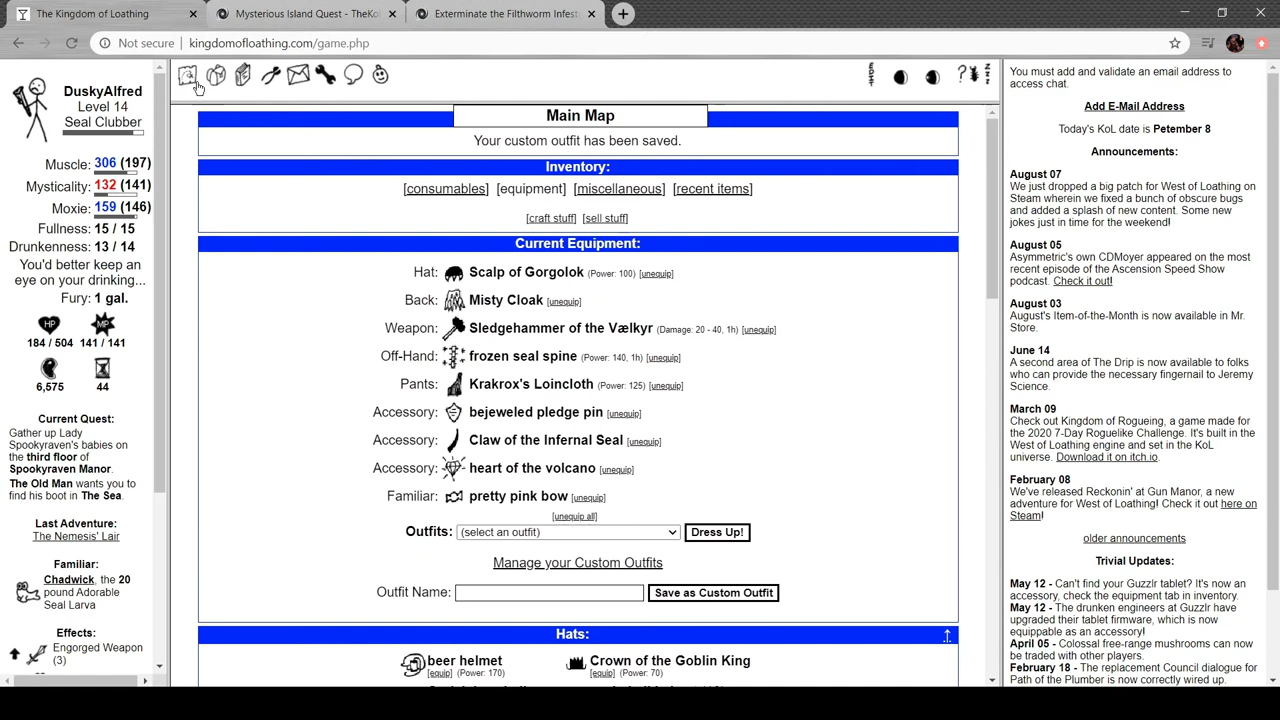 The Kingdom of Loathing
Mysterious Island Quest - TheKol
Exterminate the Filthworm Infest
Not secure | kingdomofloathing.com/game.php
DuskyAlfred
Level 14
Seal Clubber
Muscle: 306 (197)
Mysticality: 132 (141)
Moxie: 159 (146)
Fullness: 15 / 15
Drunkenness: 13 / 14
You'd better keep an
eye on your drinking...
Fury: 1 gal.
HP
MP
184 / 504 141 / 141
6,575 44
Current Quest:
Gather up Lady
Spookyraven's babies on
the third floor of
Spookyraven Manor.
The Old Man wants you to
find his boot in The Sea.
Last Adventure:
The Nemesis' Lair
Familiar:
Chadwick, the 20
pound Adorable
Seal Larva
Effects:
Engorged Weapon
(3)
EDIT
?
ZZZ
Main Map
Your custom outfit has been saved.
Inventory:
[consumables] [equipment] [miscellaneous] [recent items]
[craft stuff] [sell stuff]
Current Equipment:
Hat: Scalp of Gorgolok (Power: 100) [unequip]
Back: Misty Cloak [unequip]
Weapon: Sledgehammer of the Vælkyr (Damage: 20 - 40, 1h) [unequip]
Off-Hand: frozen seal spine (Power: 140, 1h) [unequip]
Pants: Krakrox's Loincloth (Power: 125) [unequip]
Accessory: bejeweled pledge pin [unequip]
Accessory: Claw of the Infernal Seal [unequip]
Accessory: heart of the volcano [unequip]
Familiar: pretty pink bow [unequip]
[unequip all]
Outfits: (select an outfit) Dress Up!
Manage your Custom Outfits
Outfit Name: Save as Custom Outfit
Hats:
beer helmet
[equip] (Power: 170)
Crown of the Goblin King
[equip] (Power: 70)
You must add and validate an email address to
access chat.
Add E-Mail Address
Today's KoL date is Petember 8
Announcements:
August 07
We just dropped a big patch for West of Loathing on
Steam wherein we fixed a bunch of obscure bugs
and added a splash of new content. Some new
jokes just in time for the weekend!
August 05
Asymmetric's own CDMoyer appeared on the
most recent episode of the Ascension Speed Show
podcast. Check it out!
August 03
August's Item-of-the-Month is now available in Mr.
Store.
June 14
A second area of The Drip is now available to folks
who can provide the necessary fingernail to Jeremy
Science.
March 09
Check out Kingdom of Rogueing, a game made for
the 2020 7-Day Roguelike Challenge. It's built in the
West of Loathing engine and set in the KoL
universe. Download it on itch.io.
February 08
We've released Reckonin' at Gun Manor, a new
adventure for West of Loathing! Check it out here on
Steam!
older announcements
Trivial Updates:
May 12 - Can't find your Guzzlr tablet? It's now an
accessory, check the equipment tab in inventory.
May 12 - The drunken engineers at Guzzlr have
upgraded their tablet firmware, which is now
equippable as an accessory!
April 05 - Colossal free-range mushrooms can now
be traded with other players.
February 18 - The replacement Council dialogue for
Path of the Plumber is now correctly wired up.